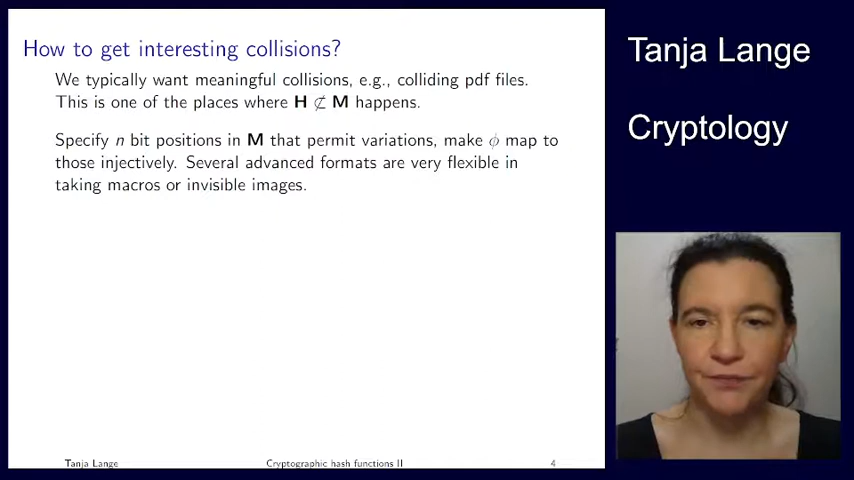 How to get interesting collisions?
We typically want meaningful collisions, e.g., colliding pdf files.
This is one of the places where H ⊄ M happens.
Specify n bit positions in M that permit variations, make ϕ map to
those injectively. Several advanced formats are very flexible in
taking macros or invisible images.
Tanja Lange
Cryptographic hash functions II
4
Tanja Lange
Cryptology